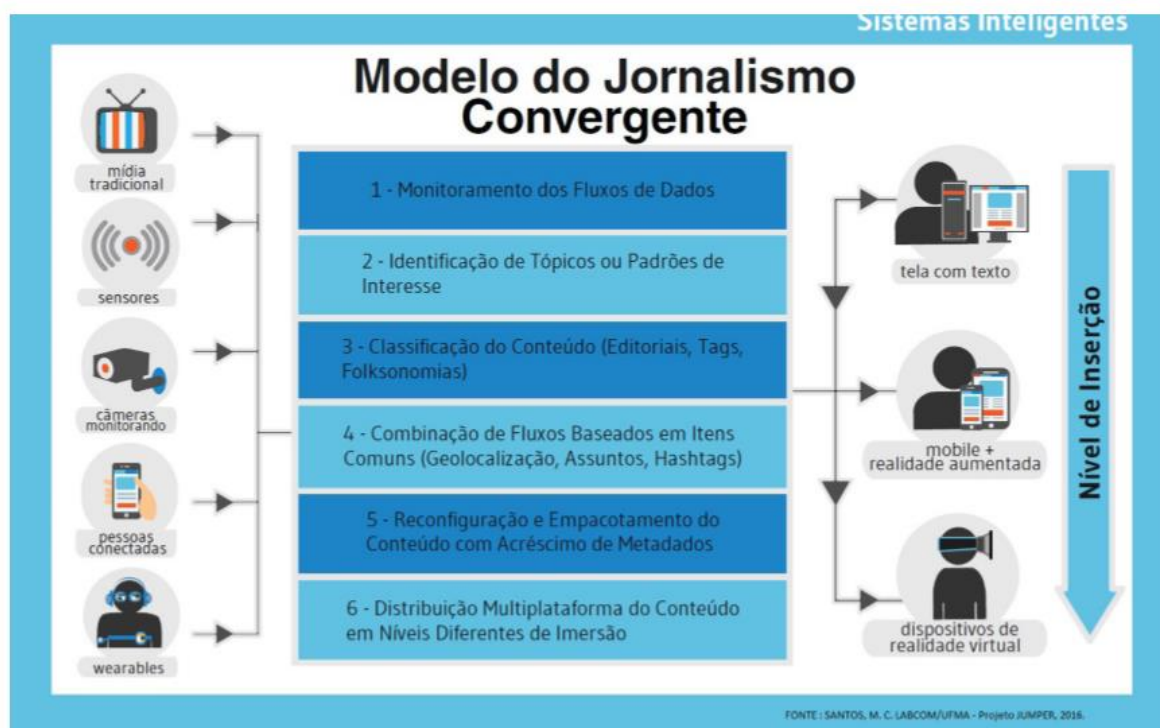 Sistemas Inteligentes
Modelo do Jornalismo
Convergente
mídia
tradicional
sensores
câmeras
monitorando
pessoas
conectadas
wearables
1 - Monitoramento dos Fluxos de Dados
2 - Identificação de Tópicos ou Padrões de
Interesse
3 - Classificação do Conteúdo (Editoriais, Tags,
Folksonomias)
4 - Combinação de Fluxos Baseados em Itens
Comuns (Geolocalização, Assuntos, Hashtags)
5 - Reconfiguração e Empacotamento do
Conteúdo com Acréscimo de Metadados
6 - Distribuição Multiplataforma do Conteúdo
em Níveis Diferentes de Imersão
tela com texto
mobile +
realidade aumentada
dispositivos de
realidade virtual
Nível de Inserção
FONTE : SANTOS, M. C. LABCOM/UFMA - Projeto JUMPER, 2016.